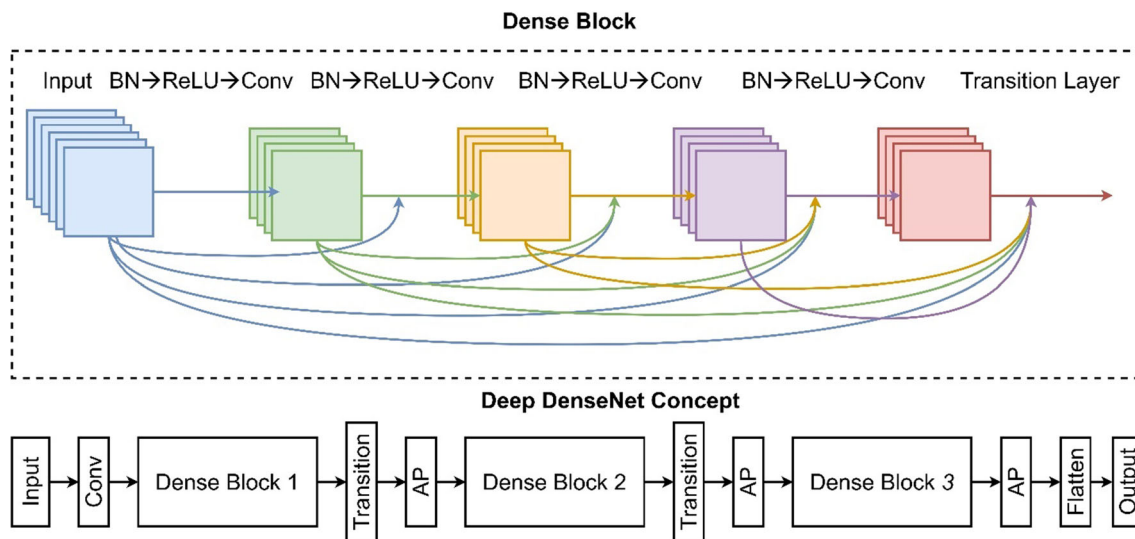 Dense Block
Input BN→ReLU→Conv BN→ReLU→Conv BN→ReLU→Conv BN→ReLU→Conv Transition Layer
Deep DenseNet Concept
Input
Conv
Dense Block 1
Transition
AP
Dense Block 2
Transition
AP
Dense Block 3
AP
Flatten
Output